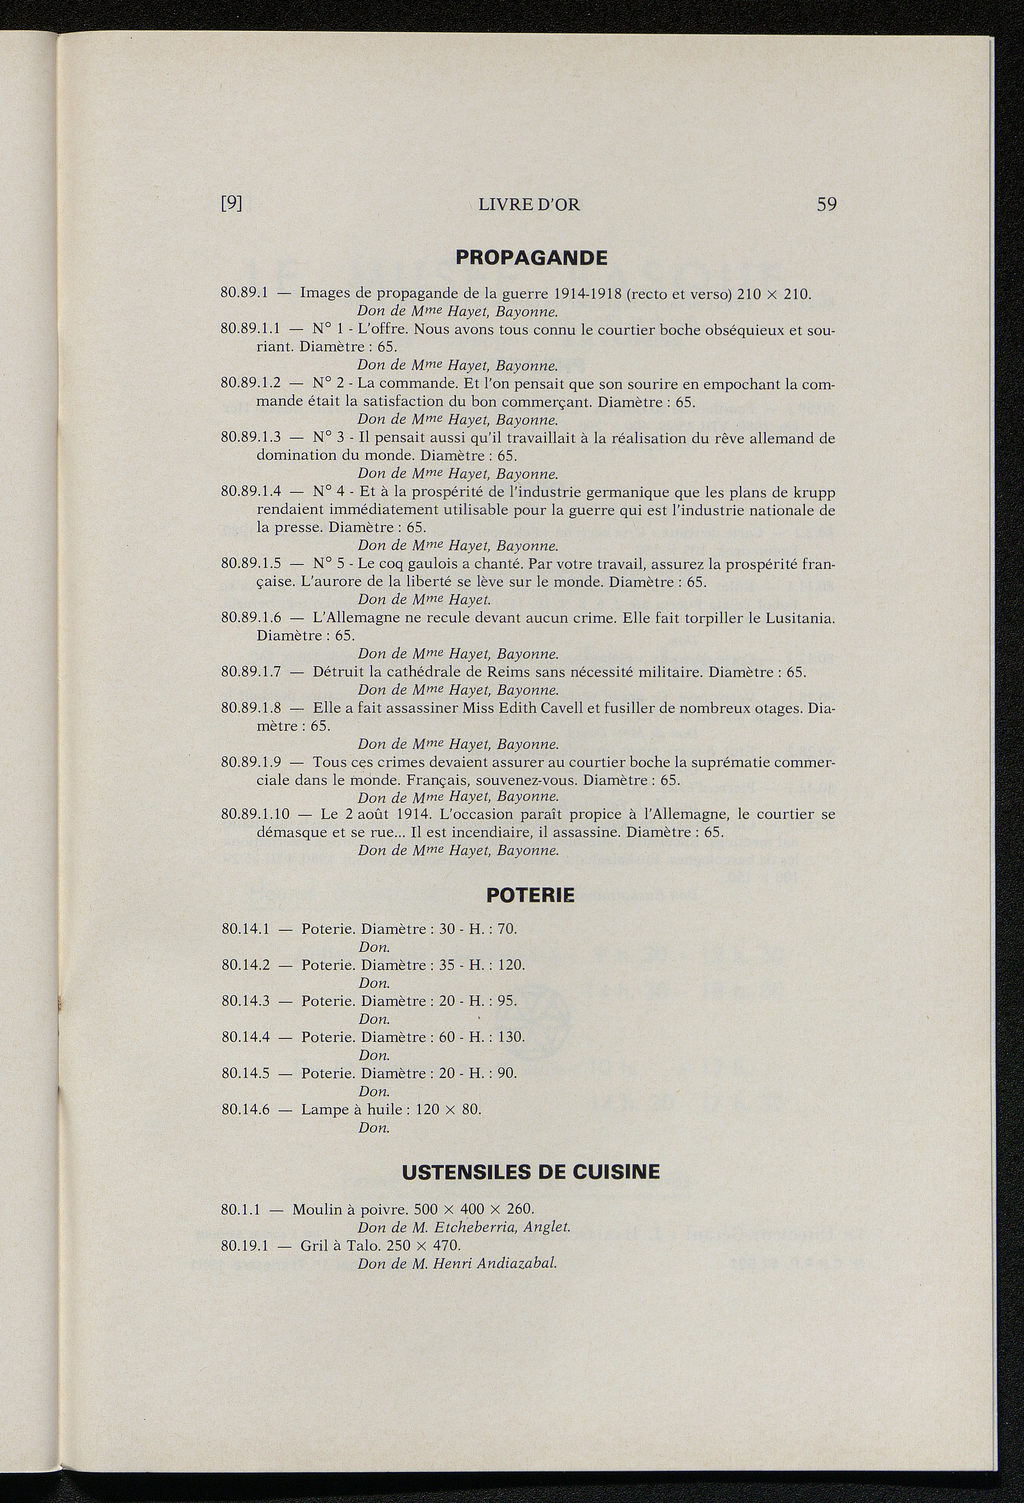 [9] LIVRE D'OR 59
PROPAGANDE
80.89.1 — Images de propagande de la guerre 1914-1918 (recto et verso) 210 × 210.
Don de Mme Hayet, Bayonne.
80.89.1.1 — N° 1 - L'offre. Nous avons tous connu le courtier boche obséquieux et sou-
riant. Diamètre : 65.
Don de Mme Hayet, Bayonne.
80.89.1.2 — N° 2 - La commande. Et l'on pensait que son sourire en empochant la com-
mande était la satisfaction du bon commerçant. Diamètre : 65.
Don de Mme Hayet, Bayonne.
80.89.1.3 — N° 3 - Il pensait aussi qu'il travaillait à la réalisation du rêve allemand de
domination du monde. Diamètre : 65.
Don de Mme Hayet, Bayonne.
80.89.1.4 — N° 4 - Et à la prospérité de l'industrie germanique que les plans de krupp
rendaient immédiatement utilisable pour la guerre qui est l'industrie nationale de
la presse. Diamètre : 65.
Don de Mme Hayet, Bayonne.
80.89.1.5 — N° 5 - Le coq gaulois a chanté. Par votre travail, assurez la prospérité fran-
çaise. L'aurore de la liberté se lève sur le monde. Diamètre : 65.
Don de Mme Hayet.
80.89.1.6 — L'Allemagne ne recule devant aucun crime. Elle fait torpiller le Lusitania.
Diamètre : 65.
Don de Mme Hayet, Bayonne.
80.89.1.7 — Détruit la cathédrale de Reims sans nécessité militaire. Diamètre : 65.
Don de Mme Hayet, Bayonne.
80.89.1.8 — Elle a fait assassiner Miss Edith Cavell et fusiller de nombreux otages. Dia-
mètre : 65.
Don de Mme Hayet, Bayonne.
80.89.1.9 — Tous ces crimes devaient assurer au courtier boche la suprématie commer-
ciale dans le monde. Français, souvenez-vous. Diamètre : 65.
Don de Mme Hayet, Bayonne.
80.89.1.10 — Le 2 août 1914. L'occasion paraît propice à l'Allemagne, le courtier se
démasque et se rue... Il est incendiaire, il assassine. Diamètre : 65.
Don de Mme Hayet, Bayonne.
POTERIE
80.14.1 — Poterie. Diamètre : 30 - H. : 70.
Don.
80.14.2 — Poterie. Diamètre : 35 - H. : 120.
Don.
80.14.3 — Poterie. Diamètre : 20 - H. : 95.
Don.
80.14.4 — Poterie. Diamètre : 60 - H. : 130.
Don.
80.14.5 — Poterie. Diamètre : 20 - H. : 90.
Don.
80.14.6 — Lampe à huile : 120 × 80.
Don.
USTENSILES DE CUISINE
80.1.1 — Moulin à poivre. 500 × 400 × 260.
Don de M. Etcheberria, Anglet.
80.19.1 — Gril à Talo. 250 × 470.
Don de M. Henri Andiazabal.